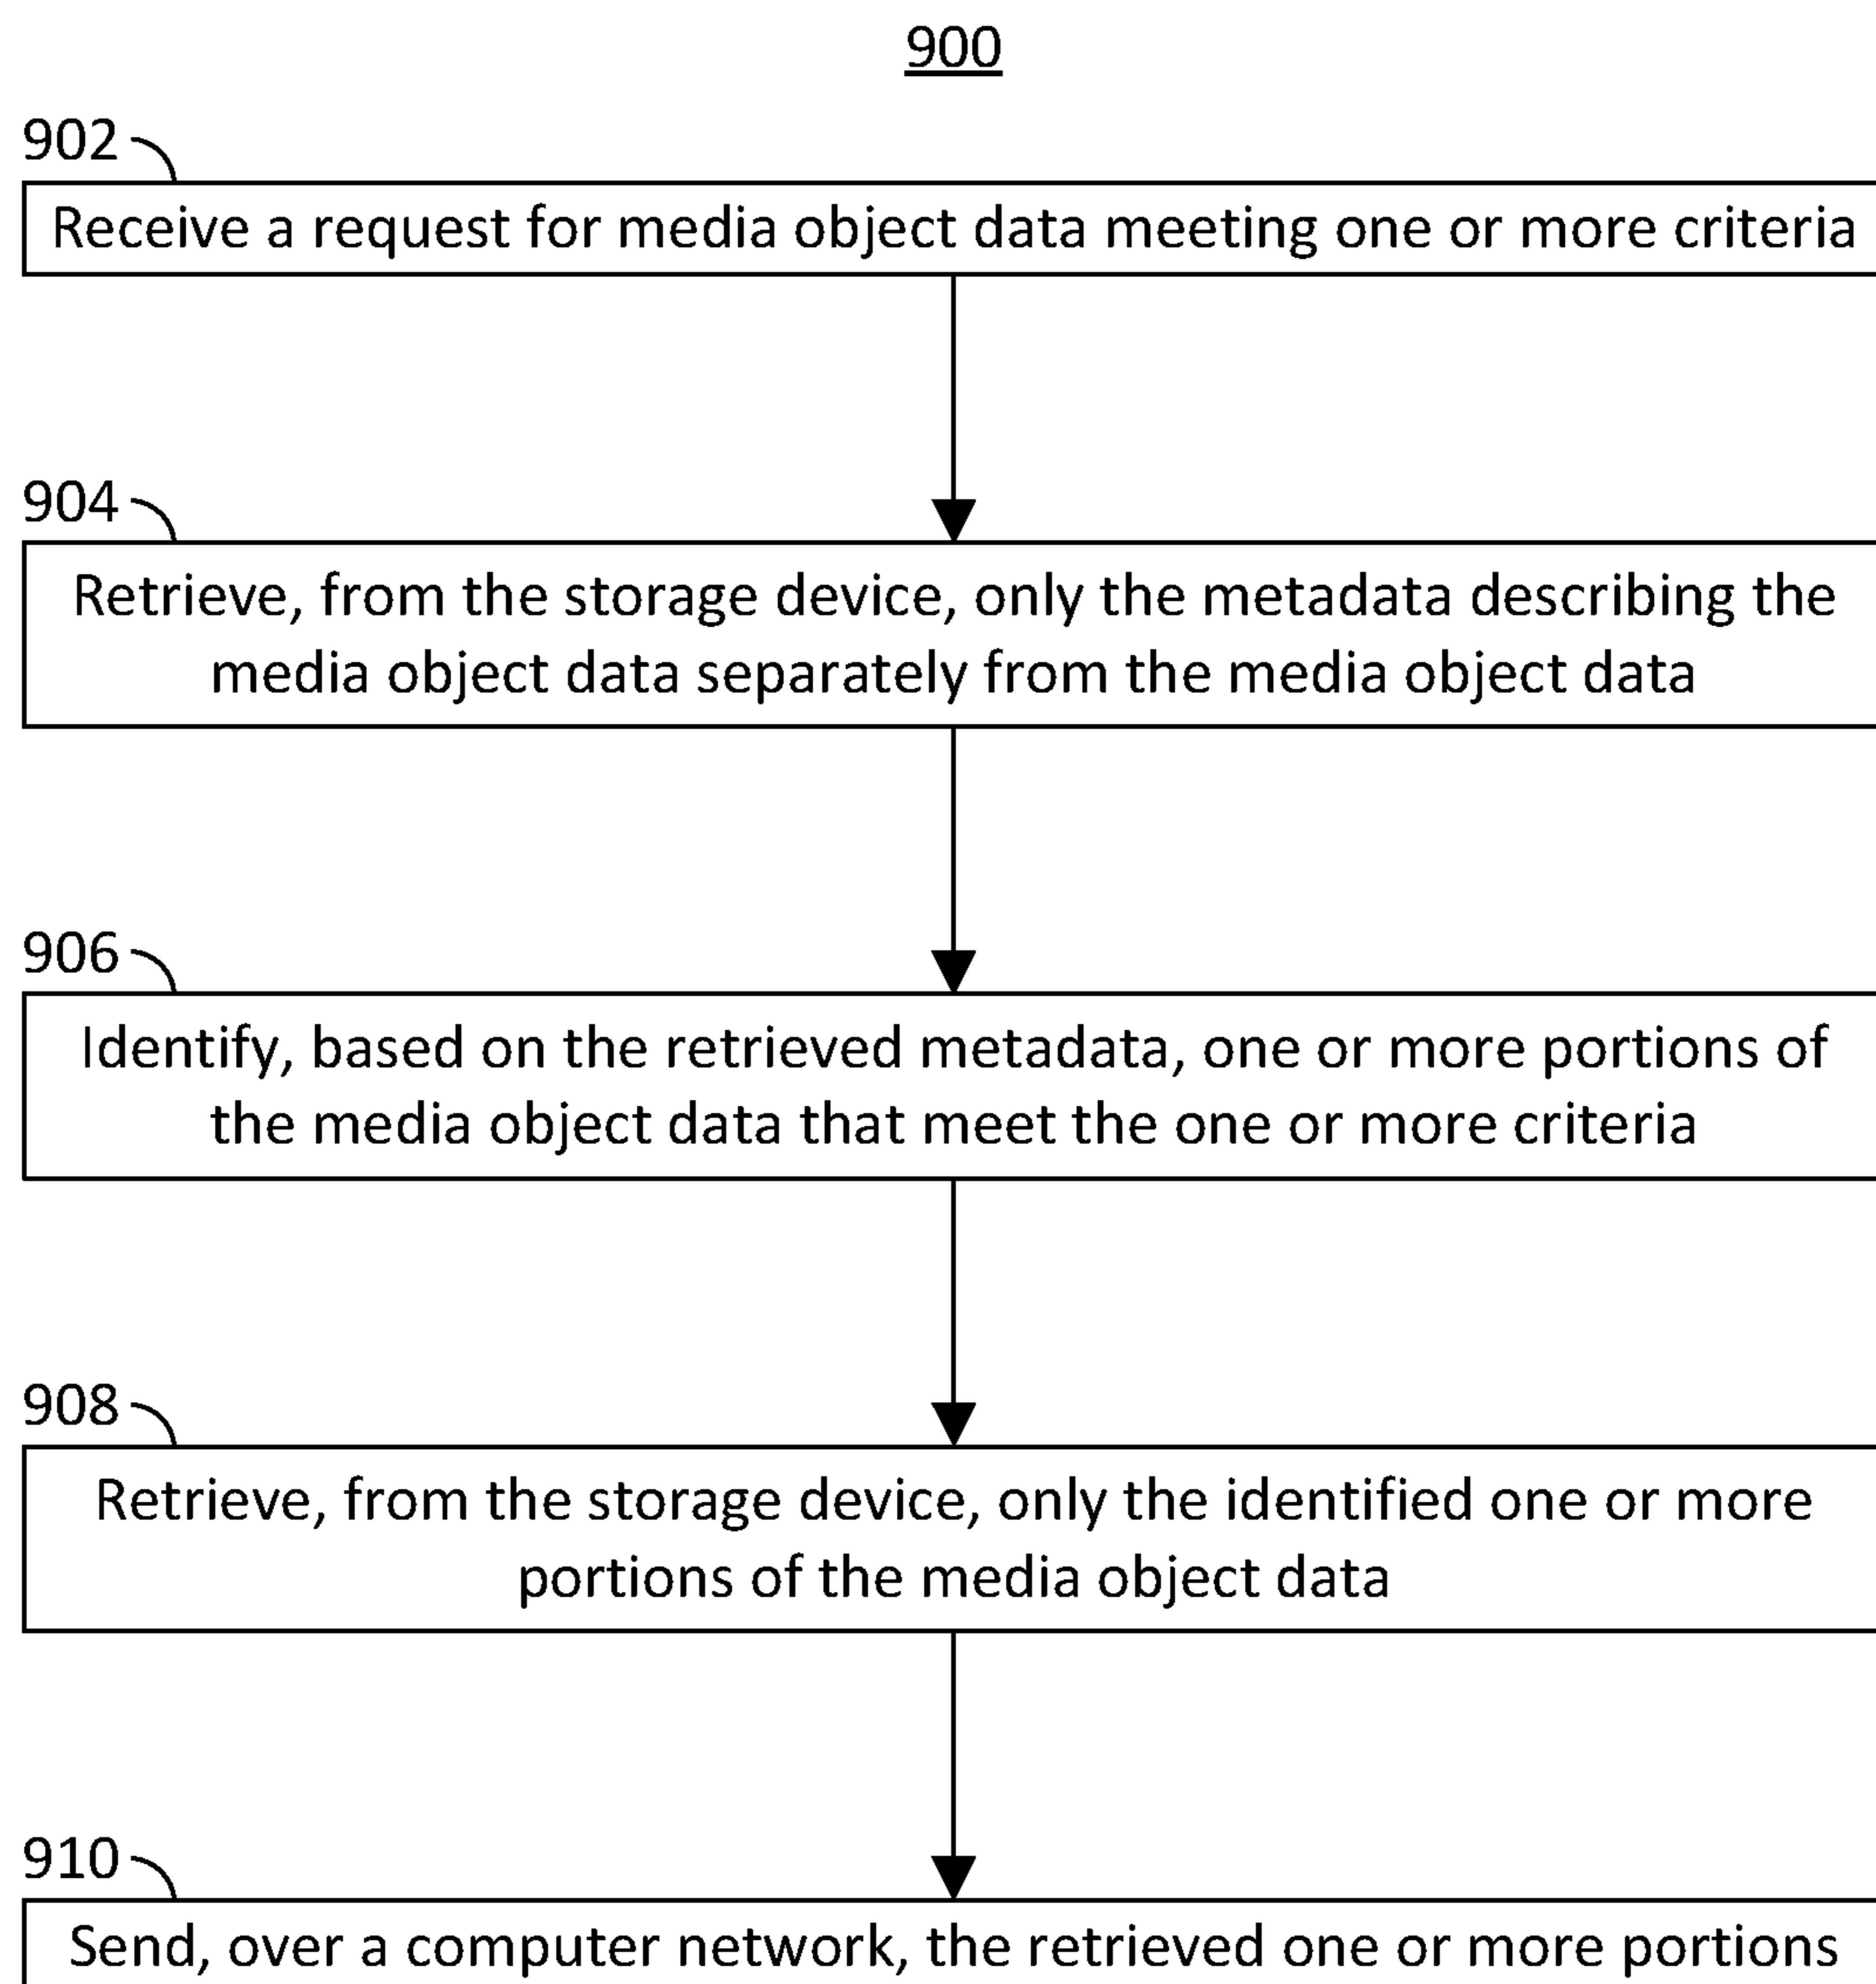 900
902
Receive a request for media object data meeting one or more criteria
904
Retrieve, from the storage device, only the metadata describing the
media object data separately from the media object data
906
Identify, based on the retrieved metadata, one or more portions of
the media object data that meet the one or more criteria
908
Retrieve, from the storage device, only the identified one or more
portions of the media object data
910
Send, over a computer network, the retrieved one or more portions